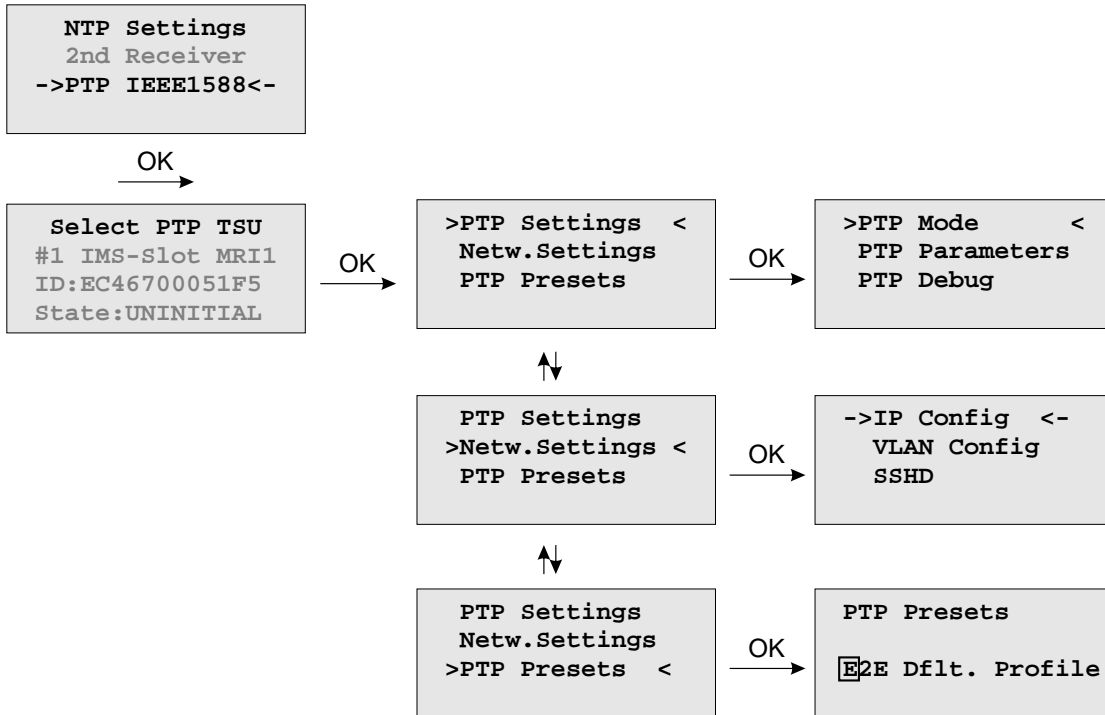 NTP Settings
2nd Receiver
->PTP IEEE1588<-
OK
Select PTP TSU
#1 IMS-Slot MRI1
ID:EC46700051F5
State:UNINITIAL
OK
>PTP Settings <
Netw.Settings
PTP Presets
OK
>PTP Mode <
PTP Parameters
PTP Debug
PTP Settings
>Netw.Settings <
PTP Presets
OK
->IP Config <-
VLAN Config
SSHD
PTP Settings
Netw.Settings
>PTP Presets <
OK
PTP Presets
E2E Dflt. Profile